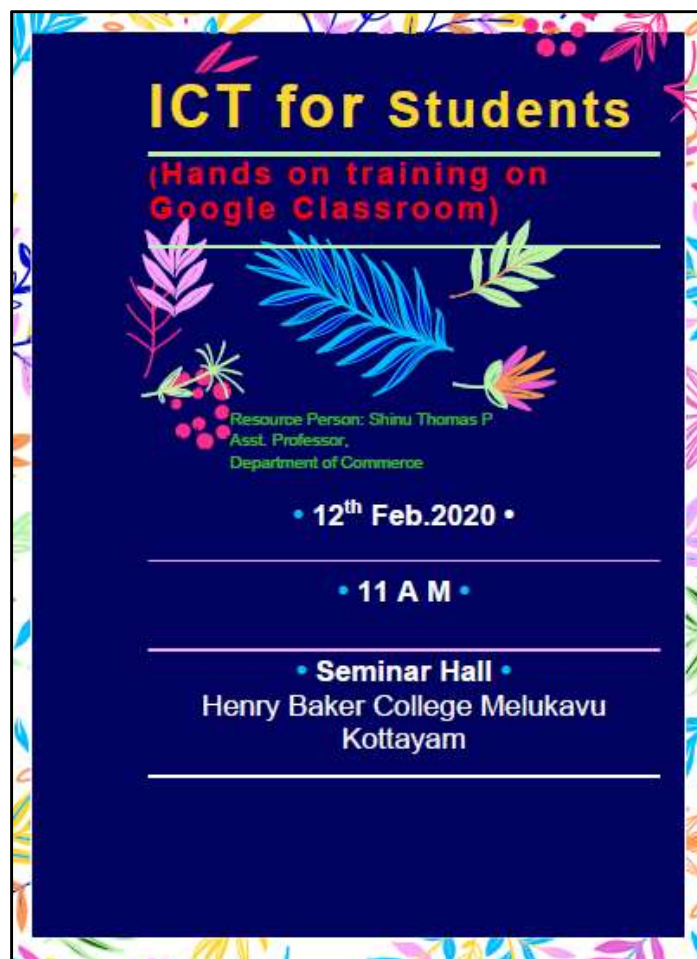 ICT for Students
(Hands on training on
Google Classroom)
Resource Person: Shinu Thomas P
Asst. Professor,
Department of Commerce
• 12th Feb.2020 •
• 11 A M •
• Seminar Hall •
Henry Baker College Melukavu
Kottayam